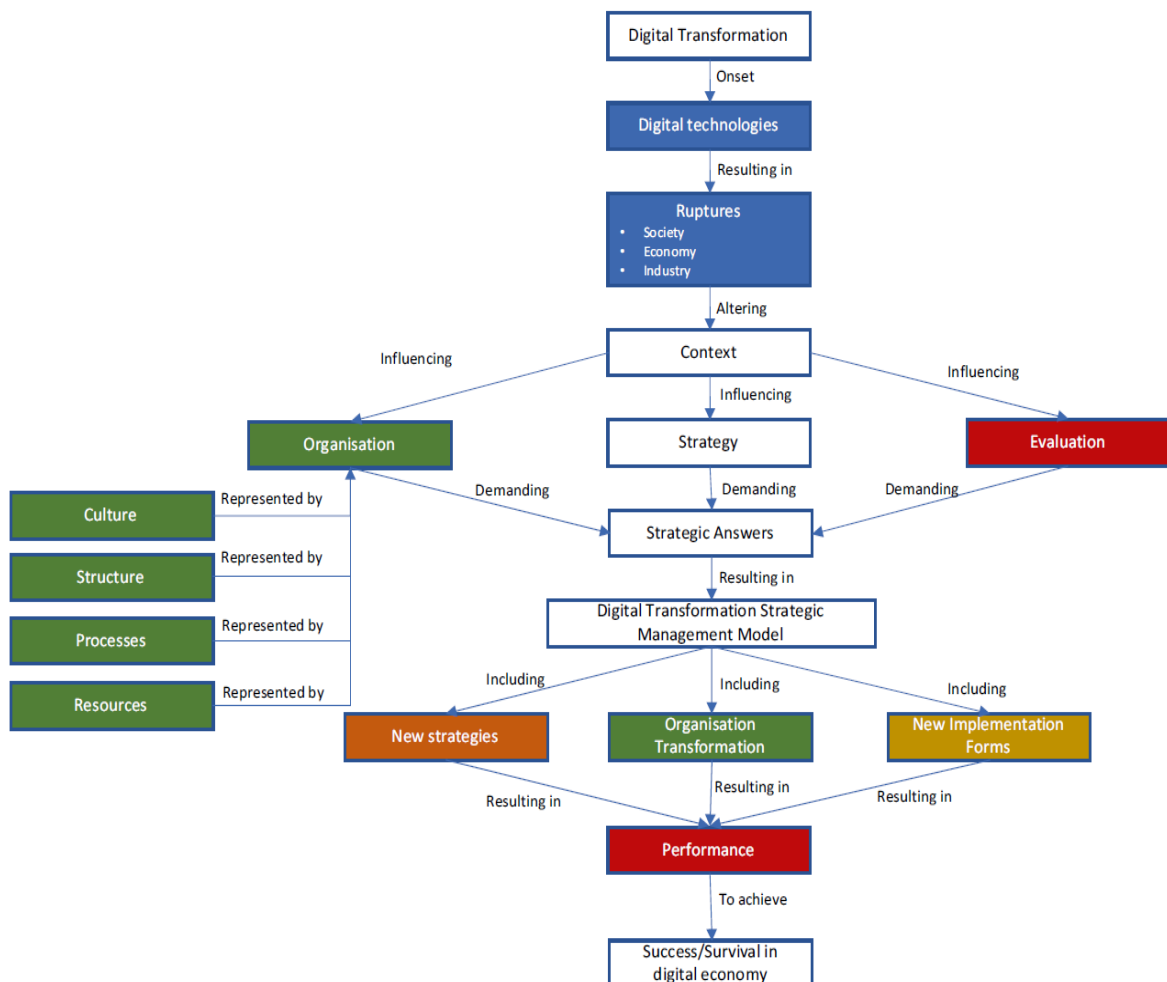 Digital Transformation
Onset
Digital technologies
Resulting in
Ruptures
• Society
• Economy
• Industry
Altering
Context
Influencing
Influencing
Influencing
Organisation
Strategy
Evaluation
Demanding
Demanding
Demanding
Culture
Represented by
Structure
Represented by
Processes
Represented by
Resources
Represented by
Strategic Answers
Resulting in
Digital Transformation Strategic
Management Model
Including
Including
Including
New strategies
Organisation
Transformation
New Implementation
Forms
Resulting in
Resulting in
Resulting in
Performance
To achieve
Success/Survival in
digital economy